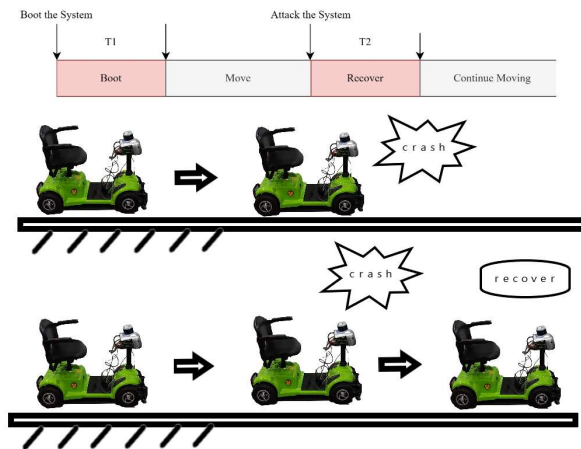 Boot the System
Attack the System
T1
T2
Boot
Move
Recover
Continue Moving
crash
crash
recover